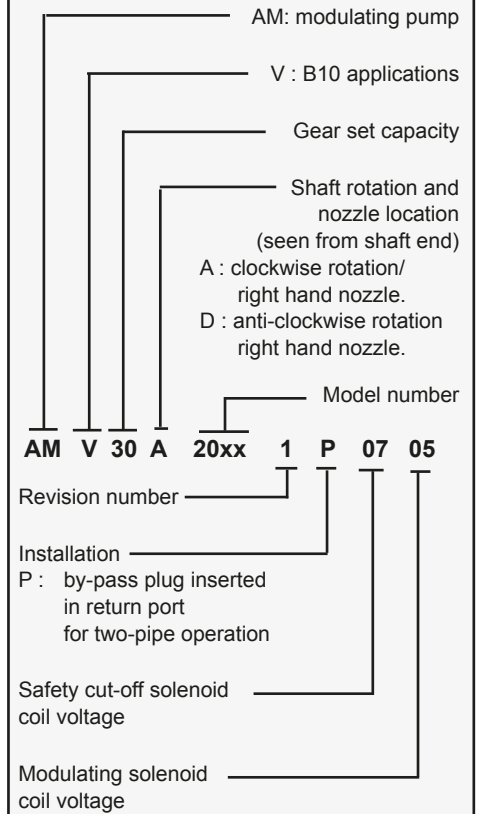 AM: modulating pump
V : B10 applications
Gear set capacity
Shaft rotation and
nozzle location
(seen from shaft end)
A : clockwise rotation/
right hand nozzle.
D : anti-clockwise rotation
right hand nozzle.
Model number
AM V 30 A 20xx 1 P 07 05
Revision number
Installation
P : by-pass plug inserted
in return port
for two-pipe operation
Safety cut-off solenoid
coil voltage
Modulating solenoid
coil voltage